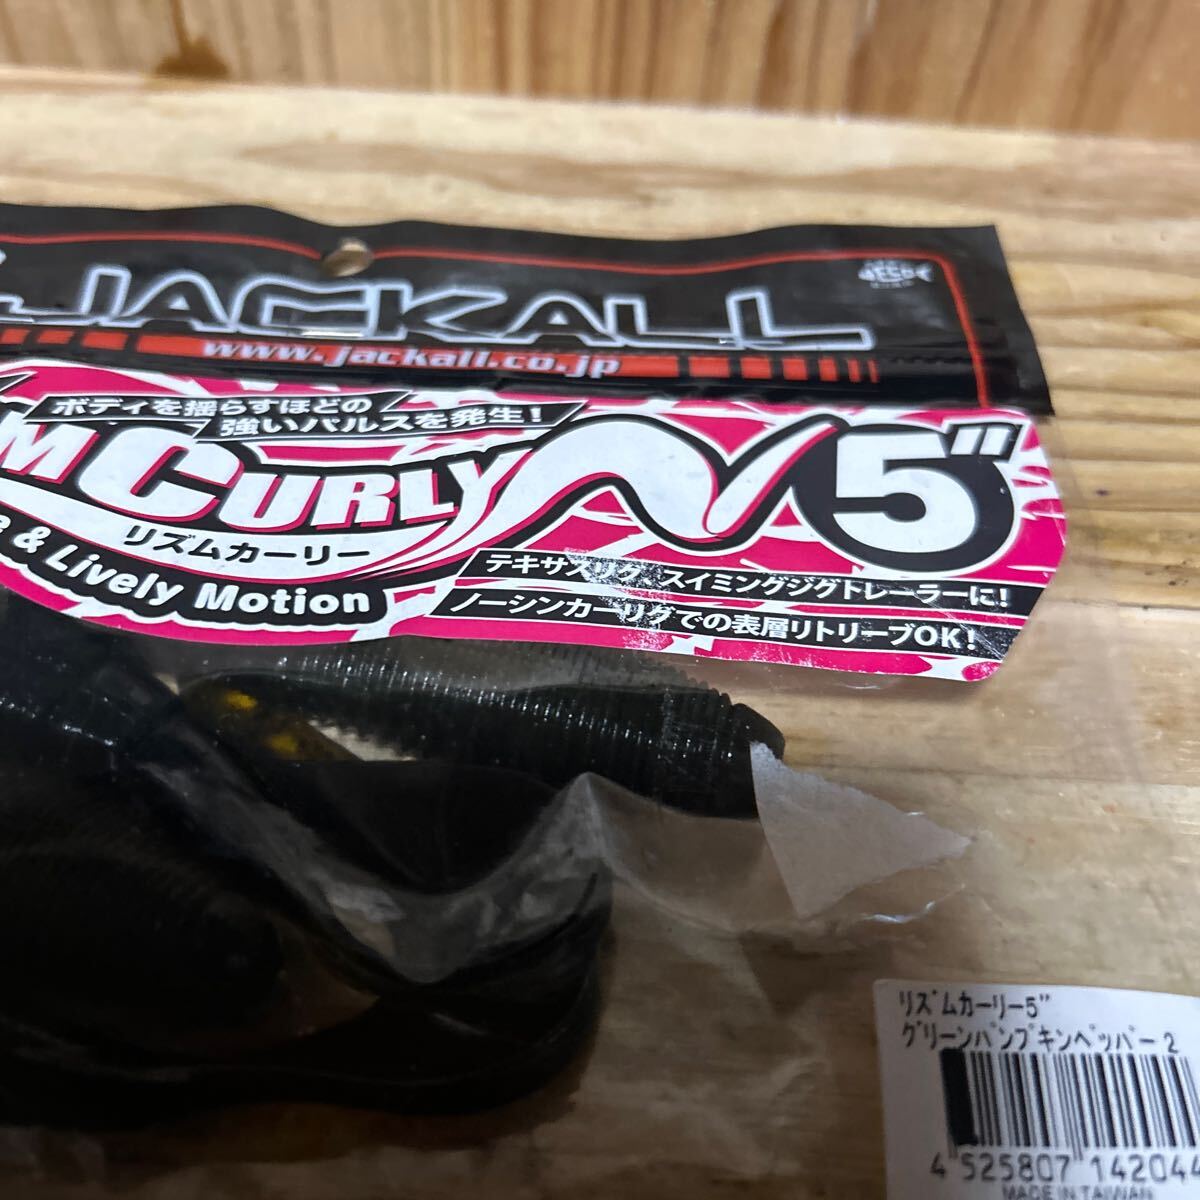 JACKALL
www.jackall.co.jp
ボディを揺らすほどの
強いパルスを発生!
M CURLY 5"
リズムカーリー
& Lively Motion
テキサスリグ スイミングジグトレーラーに!
ノーシンカーリグでの表層リトリーブOK!
リズムカーリー5"
グリーンパンプキンペッパー 2
4 525807 142044
MADE IN TAIWAN